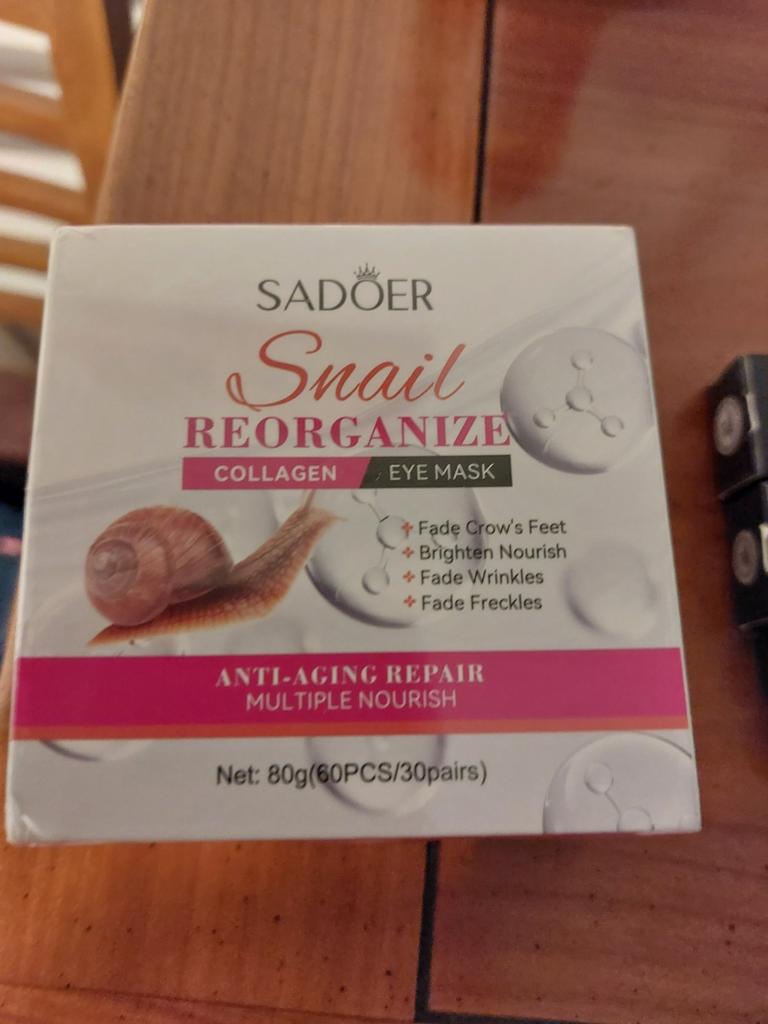 SADOER
Snail
REORGANIZE
COLLAGEN EYE MASK
Fade Crow's Feet
Brighten Nourish
Fade Wrinkles
Fade Freckles
ANTI-AGING REPAIR
MULTIPLE NOURISH
Net: 80g(60PCS/30pairs)